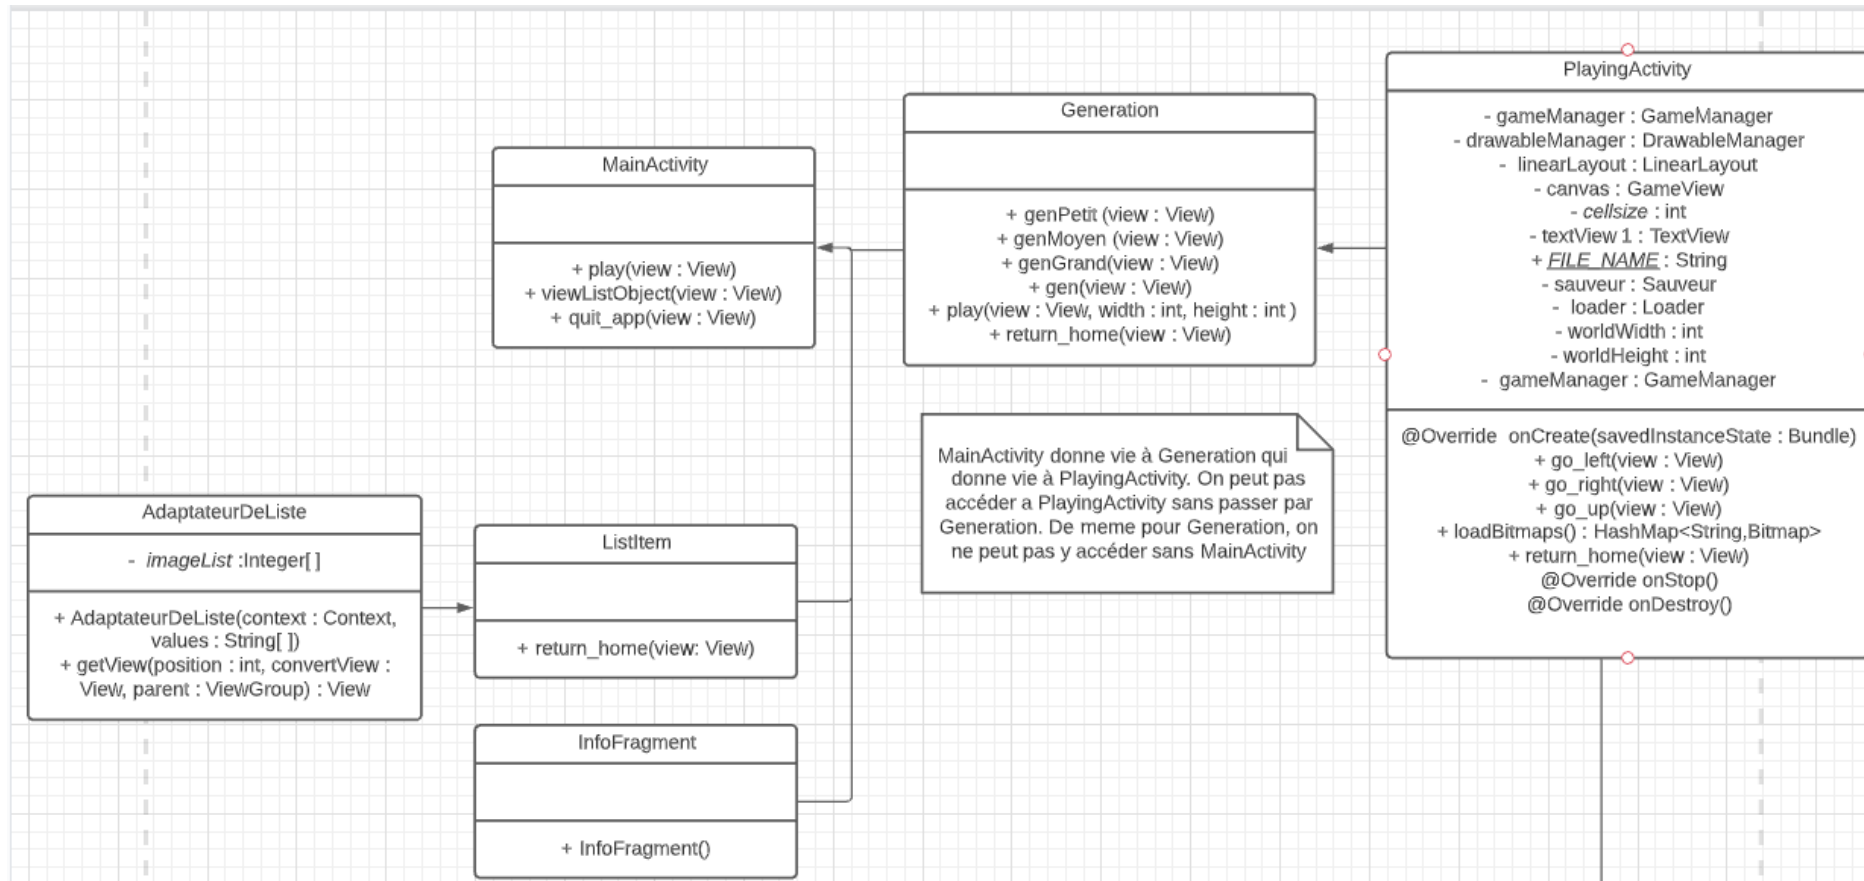 MainActivity
+ play(view : View)
+ viewListObject(view : View)
+ quit_app(view : View)
Generation
+ genPetit (view : View)
+ genMoyen (view : View)
+ genGrand(view : View)
+ gen(view : View)
+ play(view : View, width : int, height : int )
+ return_home(view : View)
PlayingActivity
- gameManager : GameManager
- drawableManager : DrawableManager
- linearLayout : LinearLayout
- canvas : GameView
- cellsize : int
- textView 1 : TextView
+ FILE_NAME : String
- sauveur : Sauveur
- loader : Loader
- worldWidth : int
- worldHeight : int
- gameManager : GameManager
@Override onCreate(savedInstanceState : Bundle)
+ go_left(view : View)
+ go_right(view : View)
+ go_up(view : View)
+ loadBitmaps() : HashMap<String,Bitmap>
+ return_home(view : View)
@Override onStop()
@Override onDestroy()
MainActivity donne vie à Generation qui
donne vie à PlayingActivity. On peut pas
accéder a PlayingActivity sans passer par
Generation. De meme pour Generation, on
ne peut pas y accéder sans MainActivity
AdaptateurDeListe
- imageList :Integer[ ]
+ AdaptateurDeListe(context : Context,
values : String[ ])
+ getView(position : int, convertView :
View, parent : ViewGroup) : View
ListItem
+ return_home(view: View)
InfoFragment
+ InfoFragment()